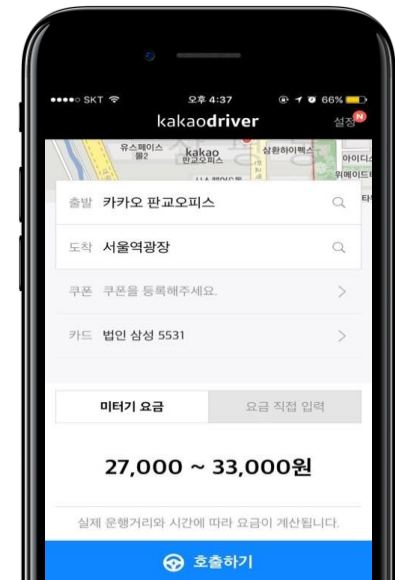 SKT 오후 4:37 66%
kakaodriver 설정 N
유스페이스
몰2
kakao
판교오피스
삼환하이펙스
아이디스
위메이드
출발 카카오 판교오피스
도착 서울역광장
쿠폰 쿠폰을 등록해주세요.
카드 법인 삼성 5531
미터기 요금 요금 직접 입력
27,000 ~ 33,000원
실제 운행거리와 시간에 따라 요금이 계산됩니다.
호출하기